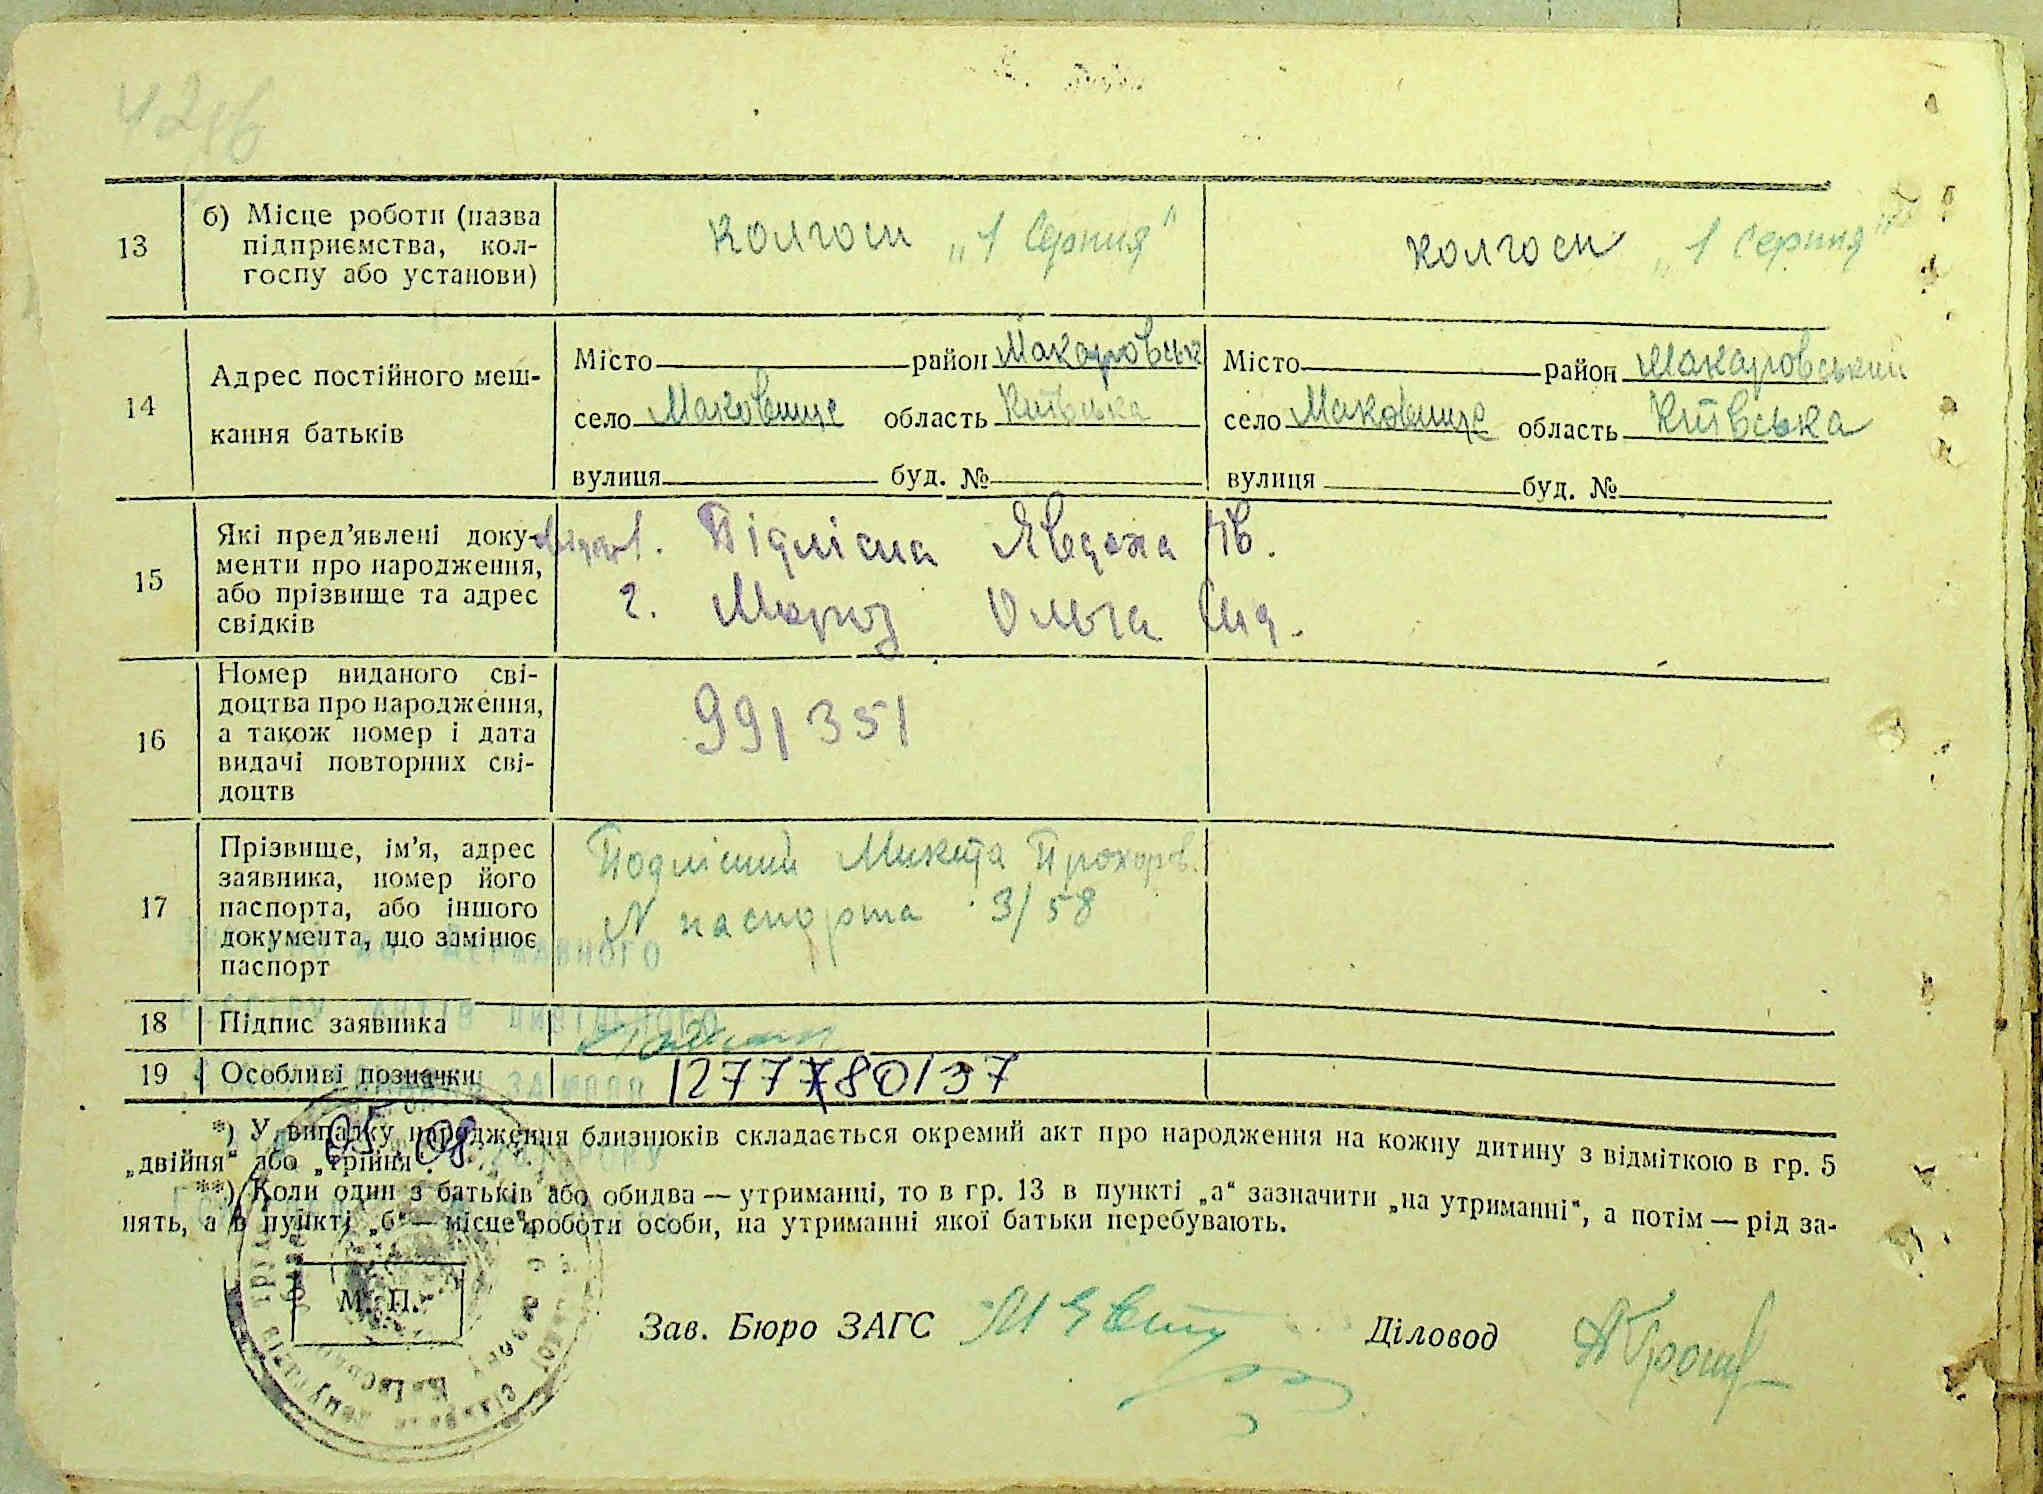 13
б) Місце роботи (назва
підприємства, кол-
госпу або установи)
колгосп „1 Серпня"
колгосп „1 Серпня"
14
Адрес постійного меш-
кання батьків
Місто район Макаровськ
село Маковище область Київська
вулиця буд. №
Місто район Макаровський
село Маковище область Київська
вулиця буд. №
15
Які пред'явлені доку-
менти про народження,
або прізвище та адрес
свідків
1. Підлісна Явдоха Ів.
2. Мороз Ольга Сид.
16
Номер виданого сві-
доцтва про народження,
а також номер і дата
видачі повторних сві-
доцтв
991351
17
Прізвище, ім'я, адрес
заявника, номер його
паспорта, або іншого
документа, що замінює
паспорт
Подлісний Микита Прохоров.
N паспорта 3/58
18 Підпис заявника
19 Особливі позначки
*) У випадку народження близнюків складається окремий акт про народження на кожну дитину з відміткою в гр. 5
„двійня" або „трійня".
**) Коли один з батьків або обидва — утриманці, то в гр. 13 в пункті „а" зазначити „на утриманні", а потім — рід за-
нять, а в пункті „б" — місце роботи особи, на утриманні якої батьки перебувають.
М. П.
Зав. Бюро ЗАГС
Діловод